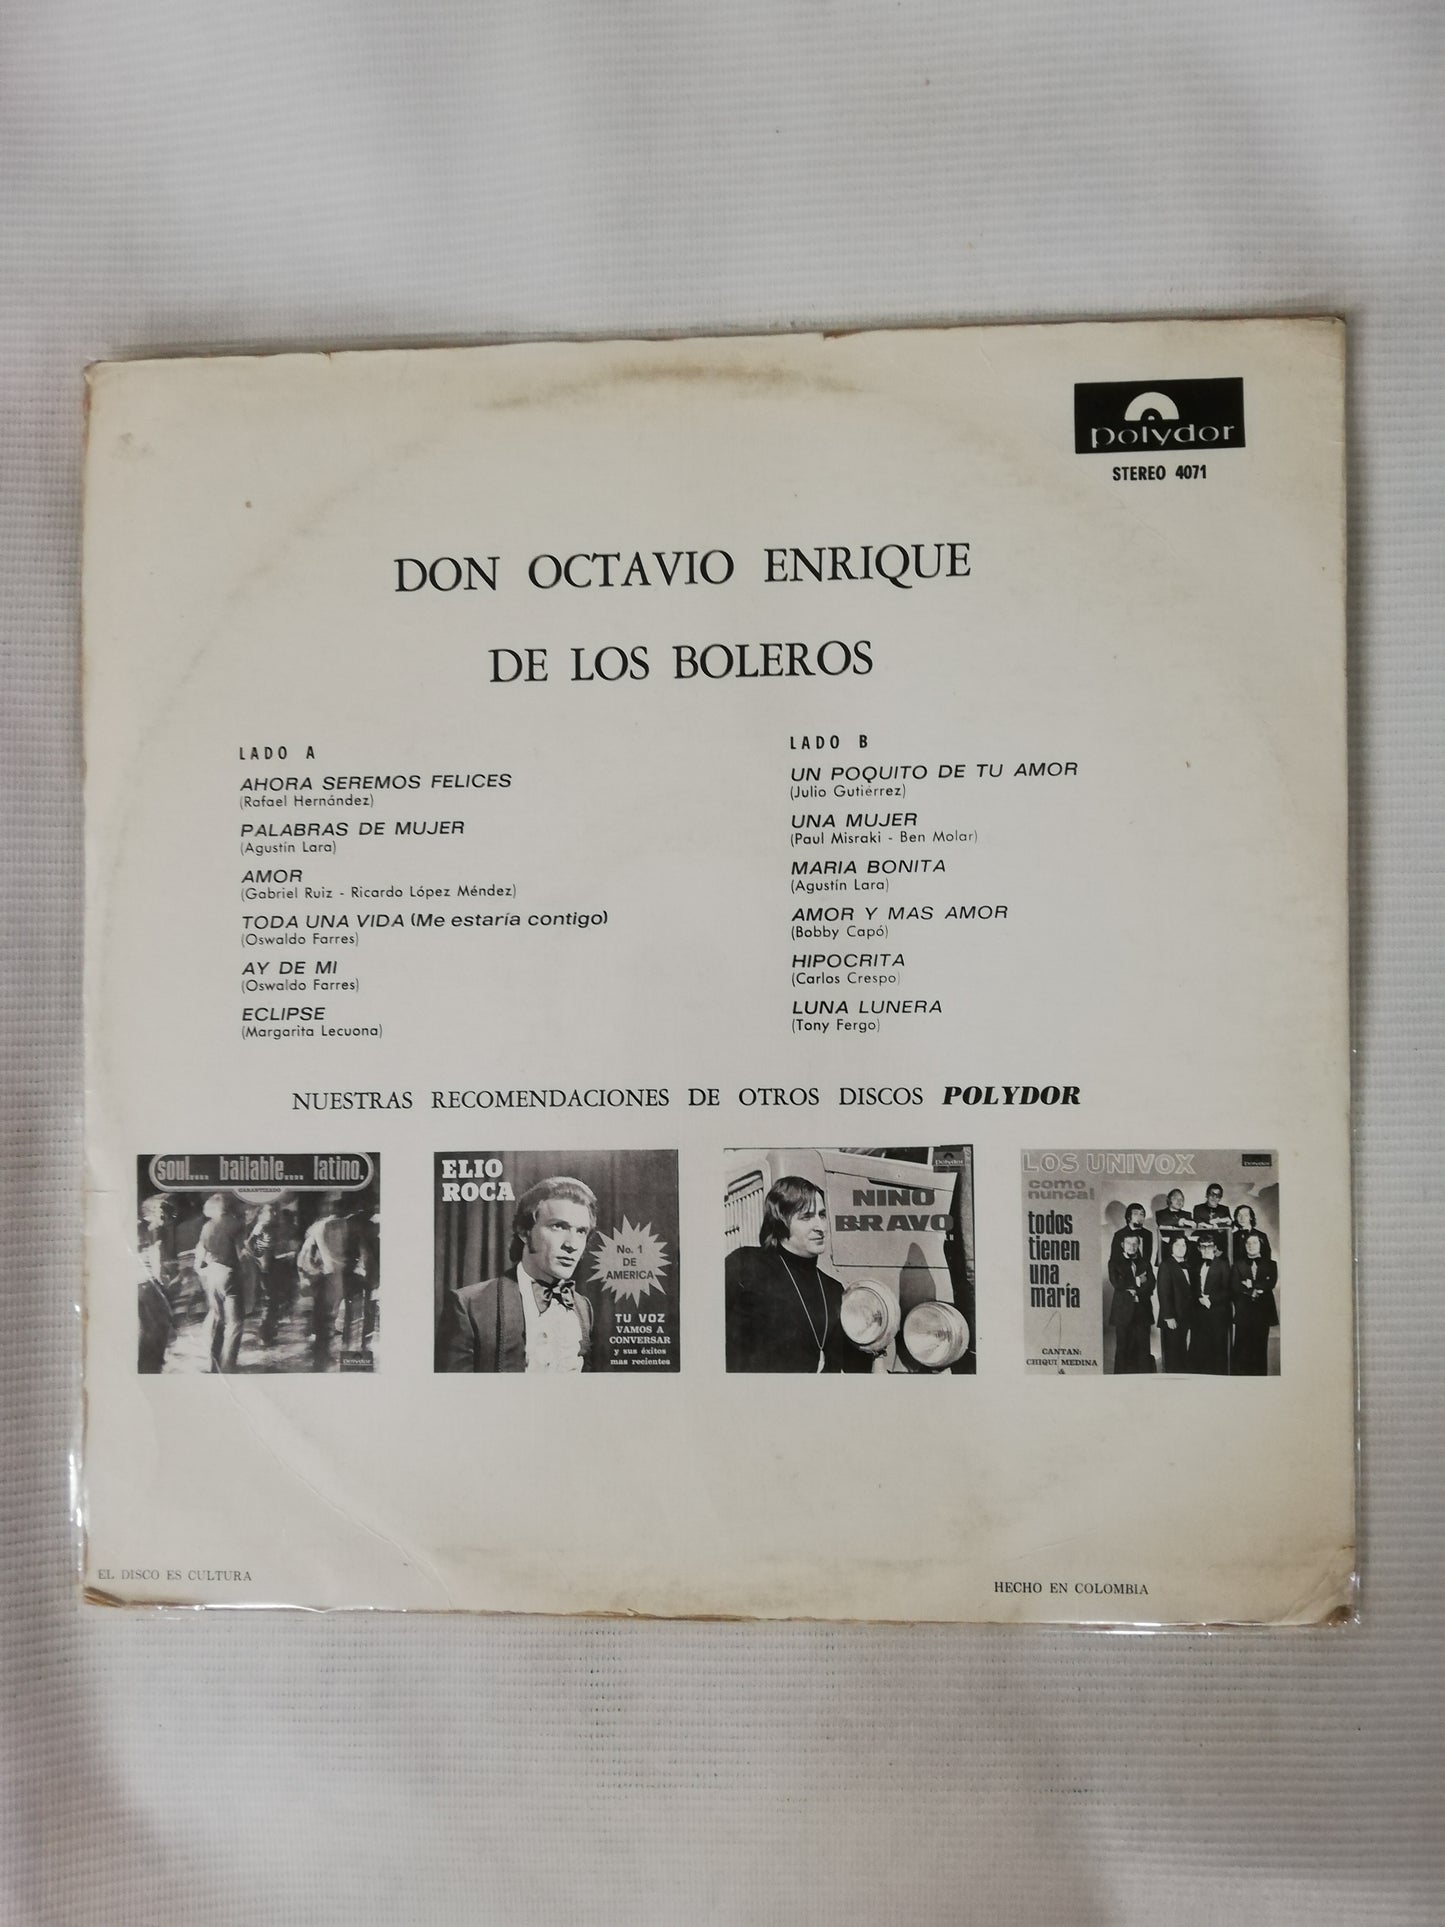 polydor
STEREO 4071
DON OCTAVIO ENRIQUE
DE LOS BOLEROS
LADO A
AHORA SEREMOS FELICES
(Rafael Hernández)
PALABRAS DE MUJER
(Agustín Lara)
AMOR
(Gabriel Ruiz - Ricardo López Méndez)
TODA UNA VIDA (Me estaría contigo)
(Oswaldo Farres)
AY DE MI
(Oswaldo Farres)
ECLIPSE
(Margarita Lecuona)
LADO B
UN POQUITO DE TU AMOR
(Julio Gutiérrez)
UNA MUJER
(Paul Misraki - Ben Molar)
MARIA BONITA
(Agustín Lara)
AMOR Y MAS AMOR
(Bobby Capó)
HIPOCRITA
(Carlos Crespo)
LUNA LUNERA
(Tony Fergo)
NUESTRAS RECOMENDACIONES DE OTROS DISCOS POLYDOR
soul.... bailable.... latino.
GARANTIZADO
polydor
ELIO
ROCA
No. 1
DE
AMERICA
TU VOZ
VAMOS A
CONVERSAR
y sus éxitos
mas recientes
polydor
NINO
BRAVO
LOS UNIVOX
polydor
como
nunca!
todos
tienen
una
maría
CANTAN:
CHIQUI MEDINA
&
EL DISCO ES CULTURA
HECHO EN COLOMBIA